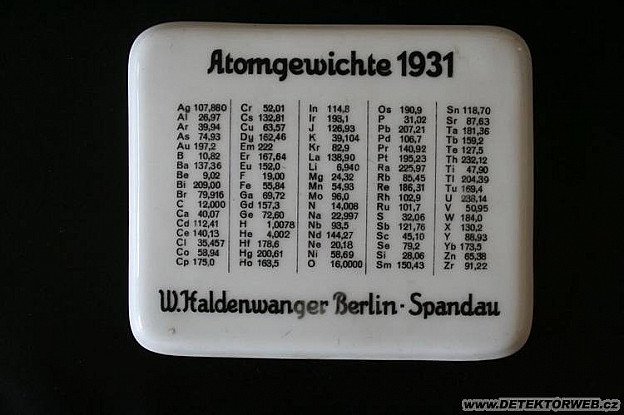 Atomgewichte 1931
Ag 107,880 Cr 52,01 In 114,8 Os 190,9 Sn 118,70
Al 26,97 Cs 132,81 Ir 193,1 P 31,02 Sr 87,63
Ar 39,94 Cu 63,57 J 126,93 Pb 207,21 Ta 181,36
As 74,93 Dy 162,46 K 39,104 Pd 106,7 Tb 159,2
Au 197,2 Em 222 Kr 82,9 Pr 140,92 Te 127,5
B 10,82 Er 167,64 La 138,90 Pt 195,23 Th 232,12
Ba 137,36 Eu 152,0 Li 6,940 Ra 225,97 Ti 47,90
Be 9,02 F 19,00 Mg 24,32 Rb 85,45 Tl 204,39
Bi 209,00 Fe 55,84 Mn 54,93 Re 186,31 Tu 169,4
Br 79,916 Ga 69,72 Mo 96,0 Rh 102,9 U 238,14
C 12,000 Gd 157,3 N 14,008 Ru 101,7 V 50,95
Ca 40,07 Ge 72,60 Na 22,997 S 32,06 W 184,0
Cd 112,41 H 1,0078 Nb 93,5 Sb 121,76 X 130,2
Ce 140,13 He 4,002 Nd 144,27 Sc 45,10 Y 88,93
Cl 35,457 Hf 178,6 Ne 20,18 Se 79,2 Yb 173,5
Co 58,94 Hg 200,61 Ni 58,69 Si 28,06 Zn 65,38
Cp 175,0 Ho 163,5 O 16,0000 Sm 150,43 Zr 91,22
W. Haldenwanger Berlin - Spandau
www.DETEKTORWEB.cz